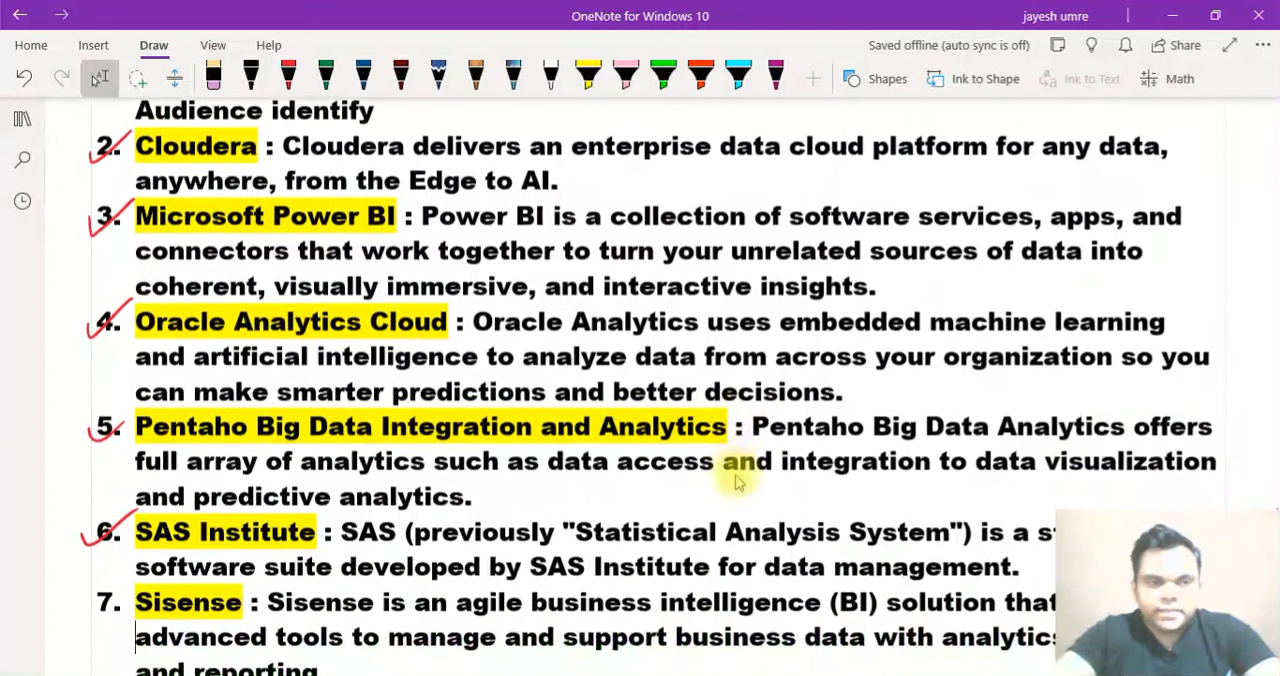 OneNote for Windows 10
jayesh umre
Home Insert Draw View Help
Saved offline (auto sync is off)
Share
Shapes
Ink to Shape
Ink to Text
Math
Audience identify
2. Cloudera : Cloudera delivers an enterprise data cloud platform for any data,
anywhere, from the Edge to AI.
3. Microsoft Power BI : Power BI is a collection of software services, apps, and
connectors that work together to turn your unrelated sources of data into
coherent, visually immersive, and interactive insights.
4. Oracle Analytics Cloud : Oracle Analytics uses embedded machine learning
and artificial intelligence to analyze data from across your organization so you
can make smarter predictions and better decisions.
5. Pentaho Big Data Integration and Analytics : Pentaho Big Data Analytics offers
full array of analytics such as data access and integration to data visualization
and predictive analytics.
6. SAS Institute : SAS (previously "Statistical Analysis System") is a
software suite developed by SAS Institute for data management.
7. Sisense : Sisense is an agile business intelligence (BI) solution that
advanced tools to manage and support business data with analytics
and reporting